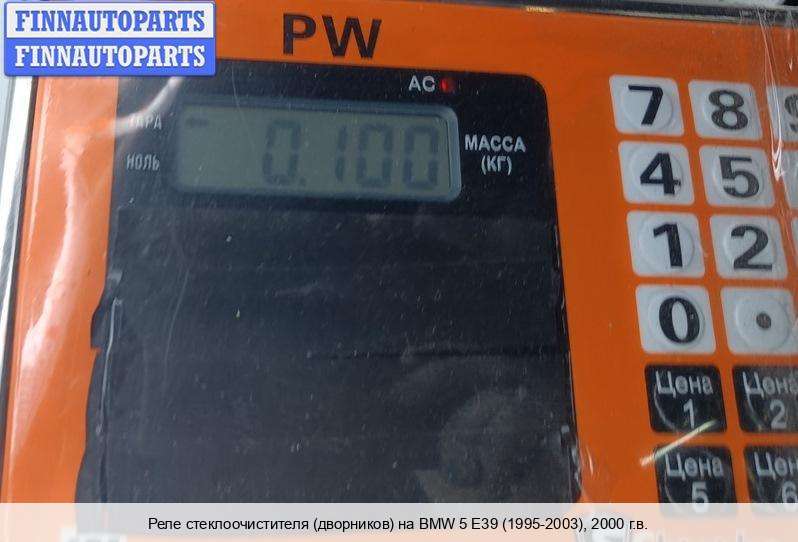 FINNAUTOPARTS
FINNAUTOPARTS
PW
AC
ТАРА
НОЛЬ
0.100
МАССА
(КГ)
7 8
4 5
1 2
0 .
Цена 1
Цена 2
Цена 5
Реле стеклоочистителя (дворников) на BMW 5 E39 (1995-2003), 2000 г.в.